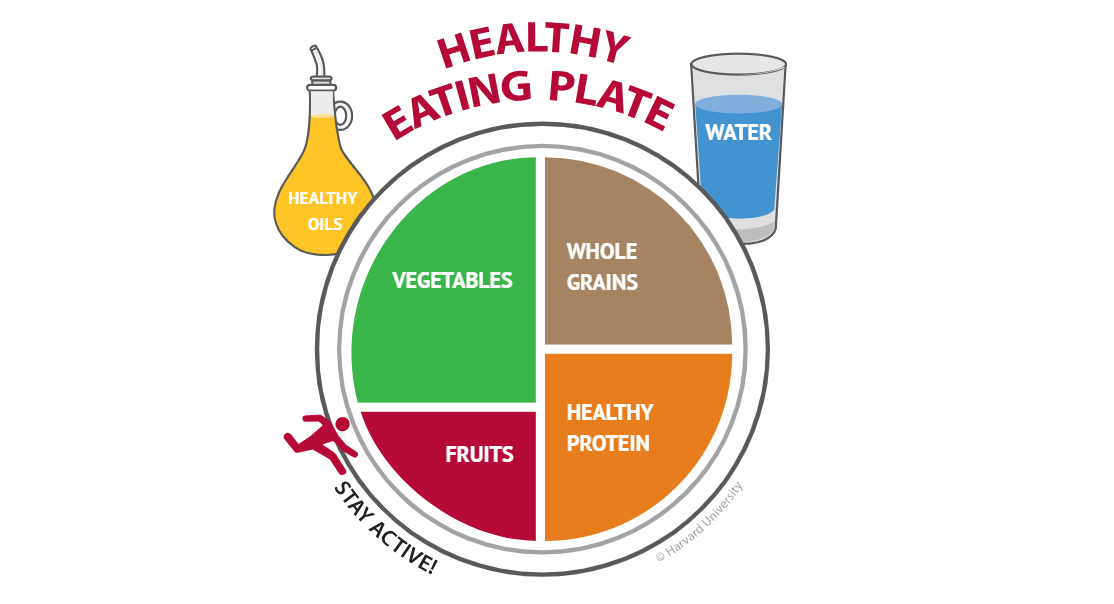 HEALTHY
EATING PLATE
HEALTHY
OILS
WATER
VEGETABLES
WHOLE
GRAINS
FRUITS
HEALTHY
PROTEIN
STAY ACTIVE!
© Harvard University